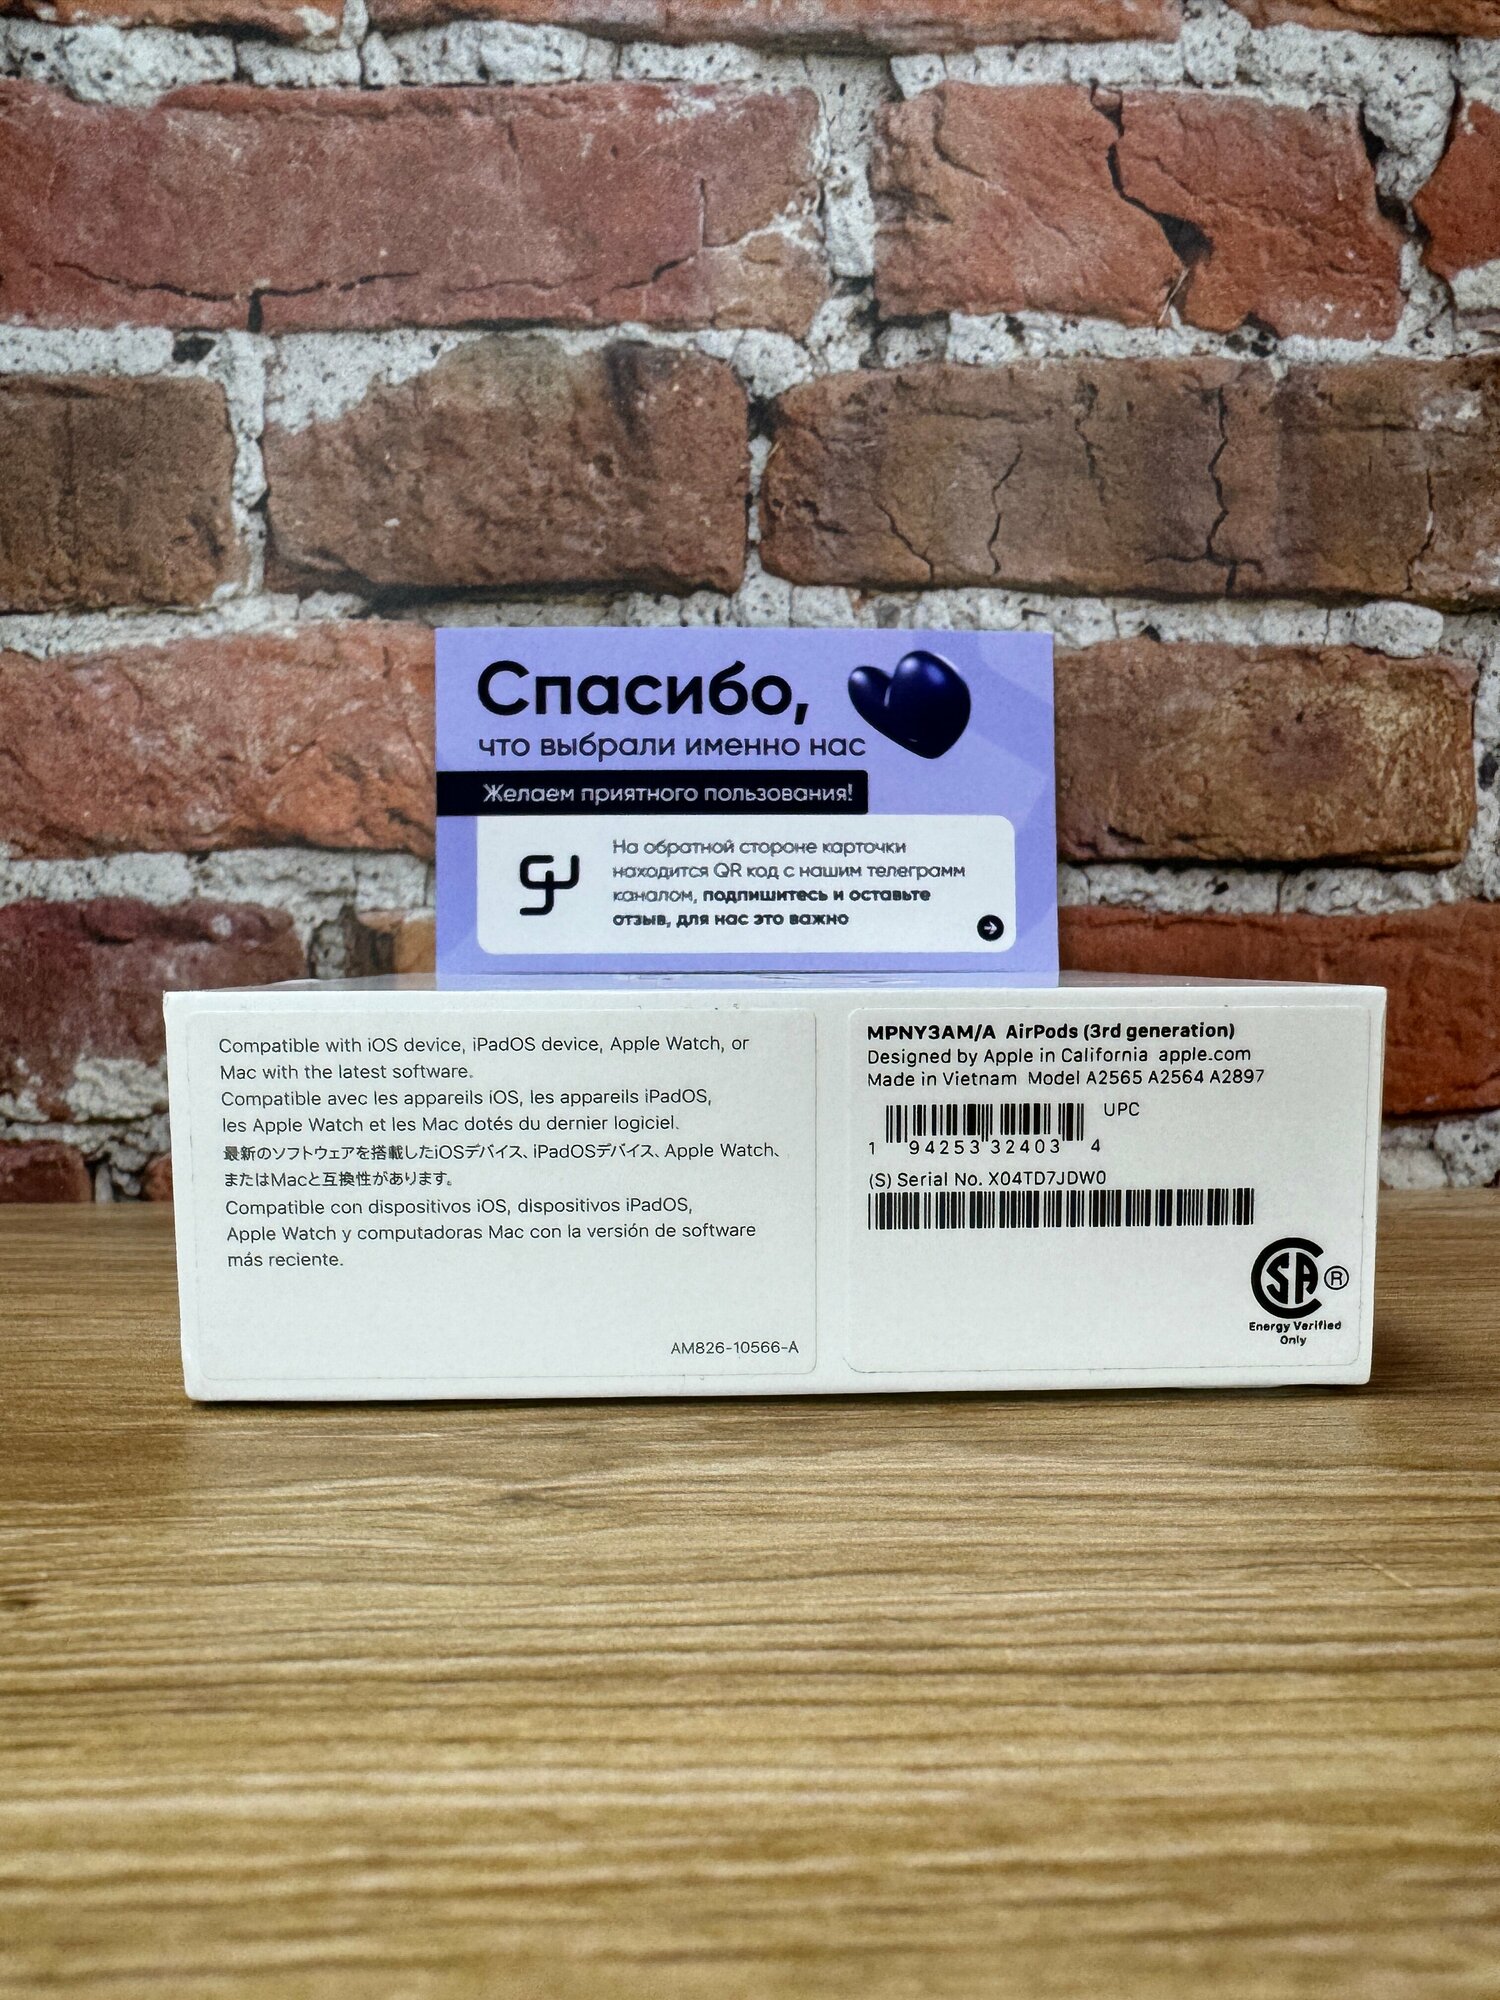 Спасибо,
что выбрали именно нас
Желаем приятного пользования!
На обратной стороне карточки
находится QR код с нашим телеграмм
каналом, подпишитесь и оставьте
отзыв, для нас это важно
Compatible with iOS device, iPadOS device, Apple Watch, or
Mac with the latest software.
Compatible avec les appareils iOS, les appareils iPadOS,
les Apple Watch et les Mac dotés du dernier logiciel.
最新のソフトウェアを搭載したiOSデバイス、iPadOSデバイス、Apple Watch、
またはMacと互換性があります。
Compatible con dispositivos iOS, dispositivos iPadOS,
Apple Watch y computadoras Mac con la versión de software
más reciente.
AM826-10566-A
MPNY3AM/A AirPods (3rd generation)
Designed by Apple in California apple.com
Made in Vietnam Model A2565 A2564 A2897
UPC
1 94253 32403 4
(S) Serial No. X04TD7JDW0
CSA ®
Energy Verified
Only